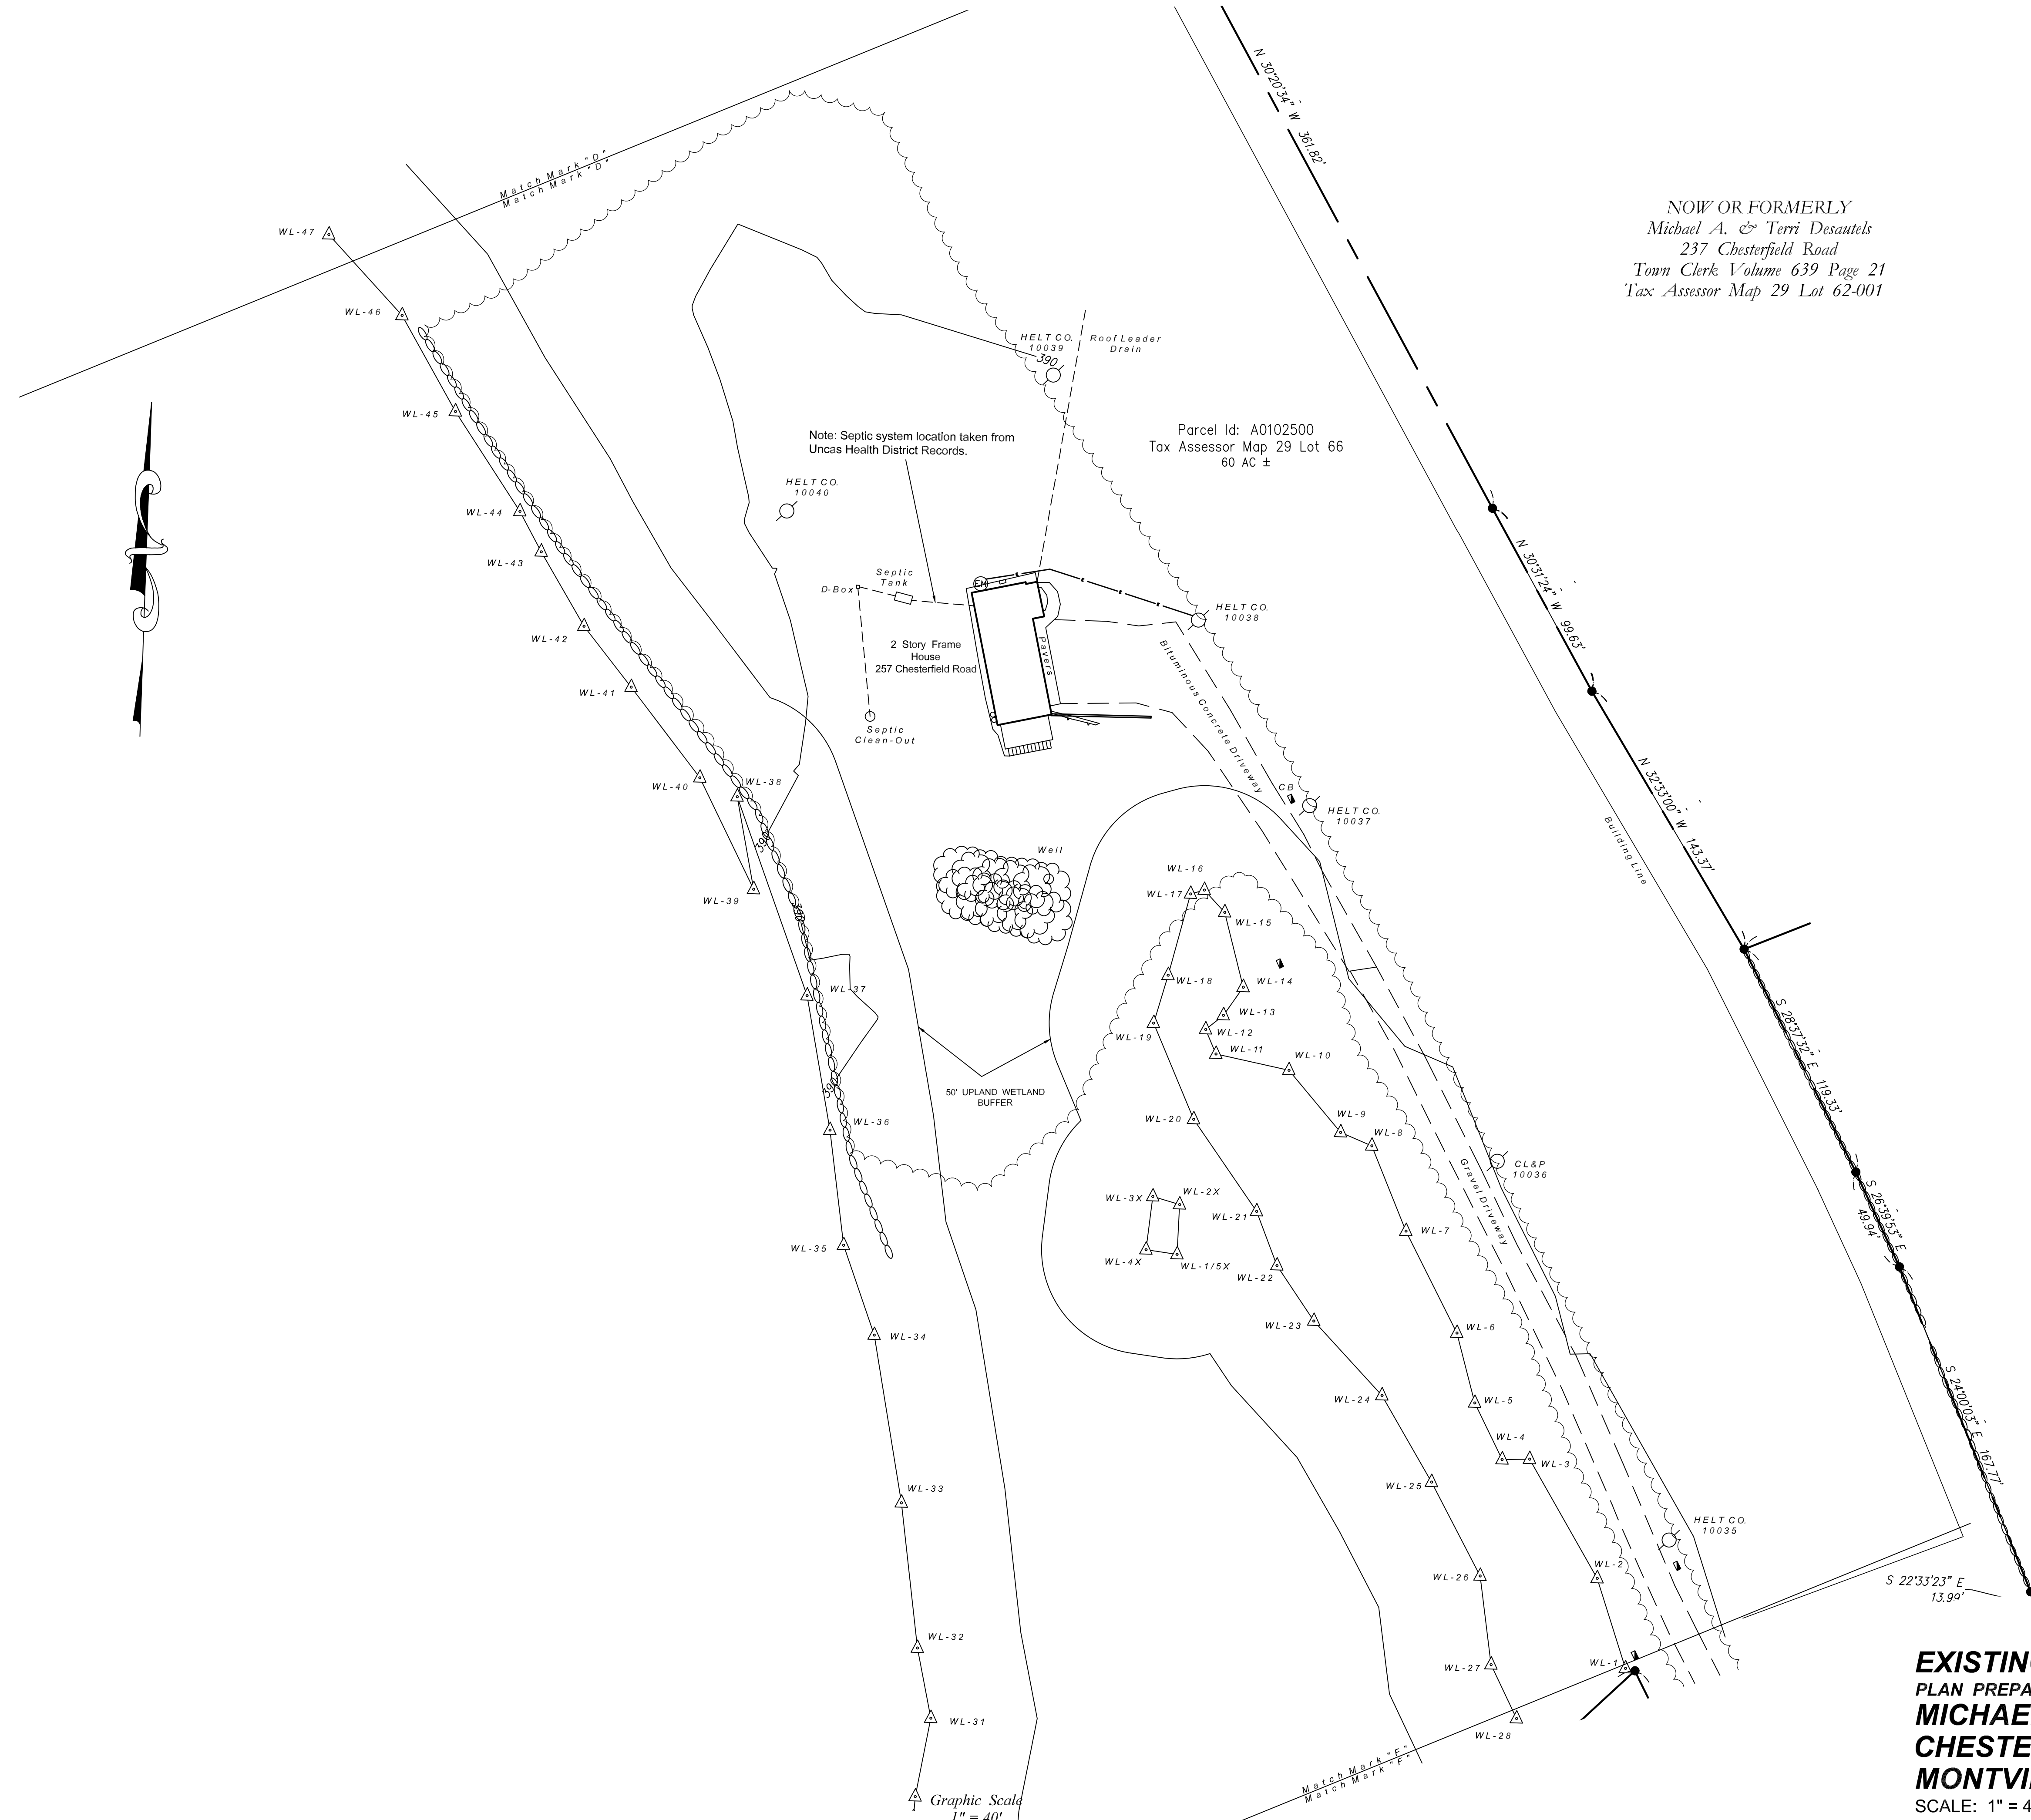 N 30°20'34" W 361.82'
NOW OR FORMERLY
Michael A. & Terri Desautels
237 Chesterfield Road
Town Clerk Volume 639 Page 21
Tax Assessor Map 29 Lot 62-001
Match Mark "D"
Match Mark "D"
WL-47
WL-46
WL-45
WL-44
WL-43
WL-42
WL-41
WL-40
WL-38
WL-39
WL-37
WL-36
WL-35
WL-34
WL-33
WL-32
WL-31
HELT CO.
10039
390
Roof Leader
Drain
Note: Septic system location taken from
Uncas Health District Records.
Parcel Id: A0102500
Tax Assessor Map 29 Lot 66
60 AC ±
HELT CO.
10040
Septic
Tank
D-Box
EM
2 Story Frame
House
257 Chesterfield Road
Pavers
Septic
Clean-Out
HELT CO.
10038
Bituminous Concrete Driveway
CB
HELT CO.
10037
N 30°31'24" W 99.63'
N 32°33'00" W 143.37'
Building Line
Well
WL-16
WL-17
WL-15
WL-18
WL-14
WL-13
WL-12
WL-19
WL-11
WL-10
WL-9
WL-8
WL-20
50' UPLAND WETLAND
BUFFER
390
S 28°37'32" E 119.33'
CL&P
10036
Gravel Driveway
WL-3X
WL-2X
WL-4X
WL-1/5X
WL-21
WL-7
WL-22
WL-23
WL-6
WL-24
WL-5
WL-4
WL-3
WL-25
WL-26
WL-2
WL-27
WL-1
WL-28
S 26°39'53" E
49.94'
S 24°00'03" E 167.77'
HELT CO.
10035
S 22°33'23" E
13.99'
Match Mark "F"
Match Mark "F"
Graphic Scale
1" = 40'
PLAN
SCALE: 1" = 4